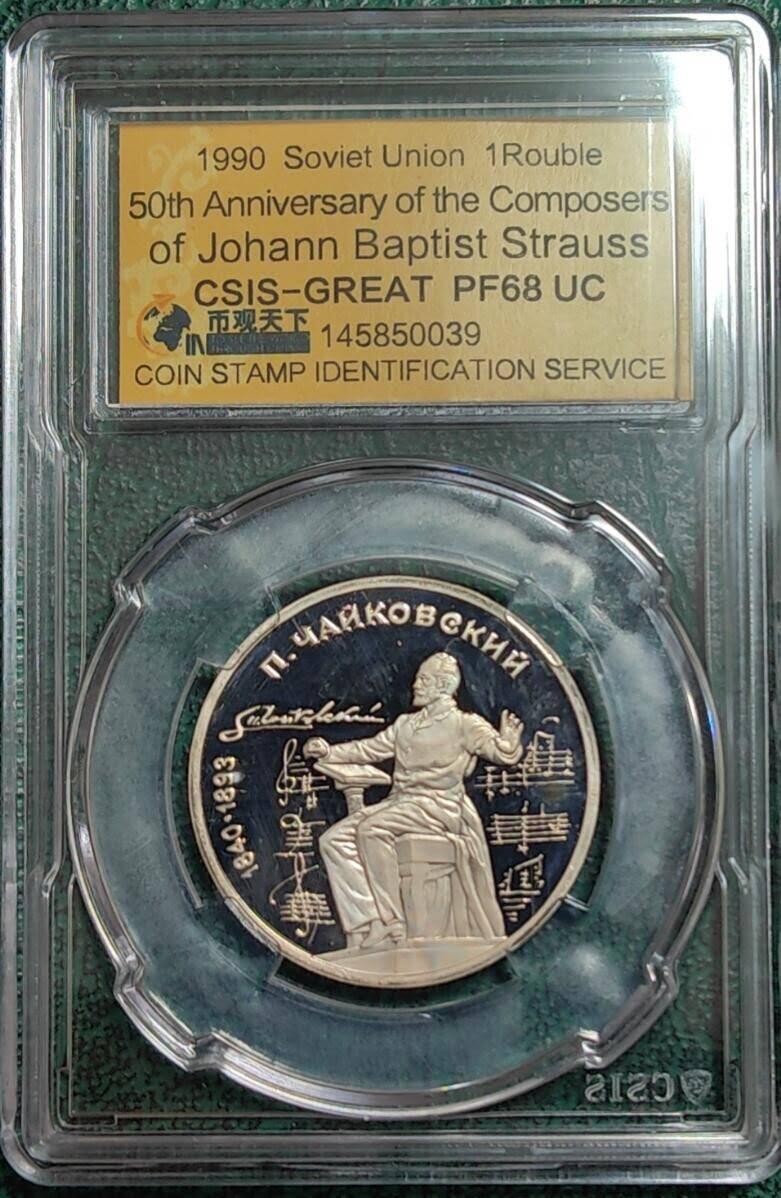 1990 Soviet Union 1Rouble
50th Anniversary of the Composers
of Johann Baptist Strauss
CSIS-GREAT PF68 UC
币观天下
IN
145850039
COIN STAMP IDENTIFICATION SERVICE
П. ЧАЙКОВСКИЙ
1840·1893
CSIS